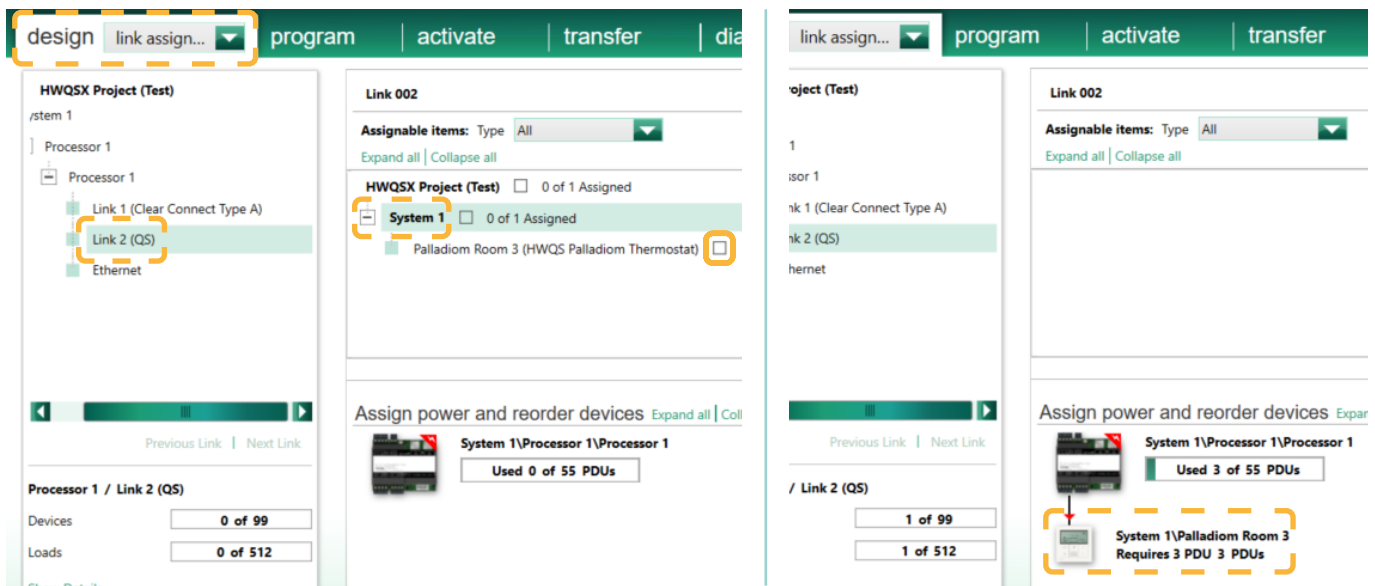 design link assign... program activate transfer dia
HWQSX Project (Test)
ystem 1
Processor 1
Processor 1
Link 1 (Clear Connect Type A)
Link 2 (QS)
Ethernet
Previous Link | Next Link
Processor 1 / Link 2 (QS)
Devices 0 of 99
Loads 0 of 512
Link 002
Assignable items: Type All
Expand all | Collapse all
HWQSX Project (Test) 0 of 1 Assigned
System 1 0 of 1 Assigned
Palladiom Room 3 (HWQS Palladiom Thermostat)
Assign power and reorder devices Expand all | Coll
System 1\Processor 1\Processor 1
Used 0 of 55 PDUs
link assign... program activate transfer
roject (Test)
1
ssor 1
nk 1 (Clear Connect Type A)
nk 2 (QS)
hernet
Previous Link | Next Link
/ Link 2 (QS)
1 of 99
1 of 512
Link 002
Assignable items: Type All
Expand all | Collapse all
Assign power and reorder devices Expar
System 1\Processor 1\Processor 1
Used 3 of 55 PDUs
System 1\Palladiom Room 3
Requires 3 PDU 3 PDUs